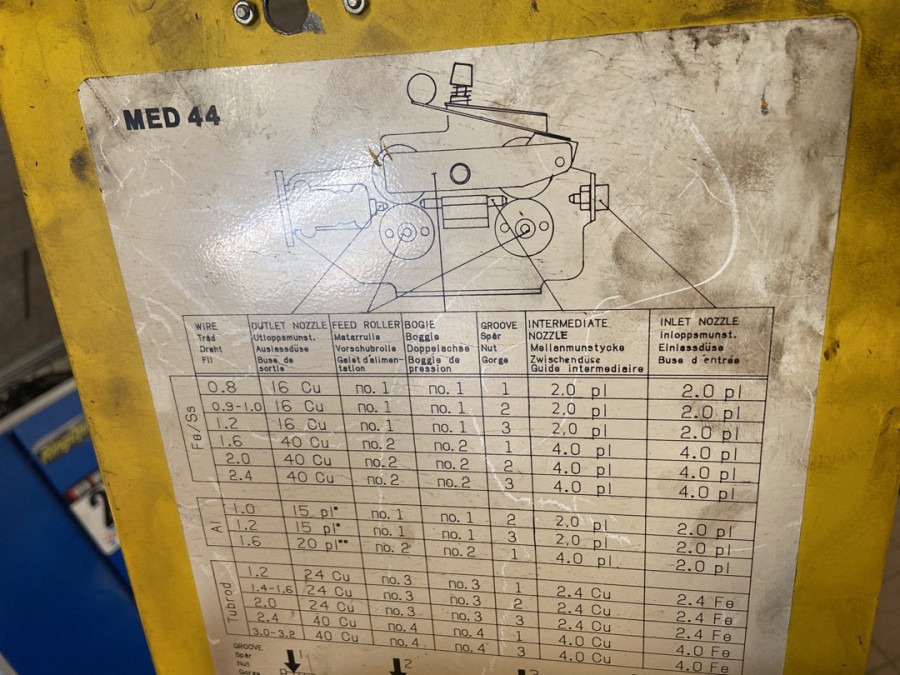 MED 44
WIRE OUTLET NOZZLE FEED ROLLER BOGIE GROOVE INTERMEDIATE INLET NOZZLE
Tråd Utloppsmunst. Matarrulle Boggie Spår NOZZLE Inloppsmunst.
Draht Auslassdüse Vorschubrolle Doppelachse Nut Mellanmunstycke Einlassdüse
Fil Buse de Galet d'alimen- Boggie de Gorge Zwischendüse Buse d'entrée
sortie tation pression Guide intermediaire
Fe/Ss
0.8 16 Cu no. 1 no. 1 1 2.0 pl 2.0 pl
0.9-1.0 16 Cu no. 1 no. 1 2 2.0 pl 2.0 pl
1.2 16 Cu no. 1 no. 1 3 2.0 pl 2.0 pl
1.6 40 Cu no. 2 no. 2 1 4.0 pl 4.0 pl
2.0 40 Cu no. 2 no. 2 2 4.0 pl 4.0 pl
2.4 40 Cu no. 2 no. 2 3 4.0 pl 4.0 pl
Al
1.0 15 pl* no. 1 no. 1 2 2.0 pl 2.0 pl
1.2 15 pl* no. 1 no. 1 3 2.0 pl 2.0 pl
1.6 20 pl** no. 2 no. 2 1 4.0 pl 2.0 pl
Tubrod
1.2 24 Cu no. 3 no. 3 1 2.4 Cu 2.4 Fe
1.4-1.6 24 Cu no. 3 no. 3 2 2.4 Cu 2.4 Fe
2.0 24 Cu no. 3 no. 3 3 2.4 Cu 2.4 Fe
2.4 40 Cu no. 4 no. 4 1 4.0 Cu 4.0 Fe
3.0-3.2 40 Cu no. 4 no. 4 3 4.0 Cu 4.0 Fe
GROOVE 1 2 3
Spår
Nut
Gorge